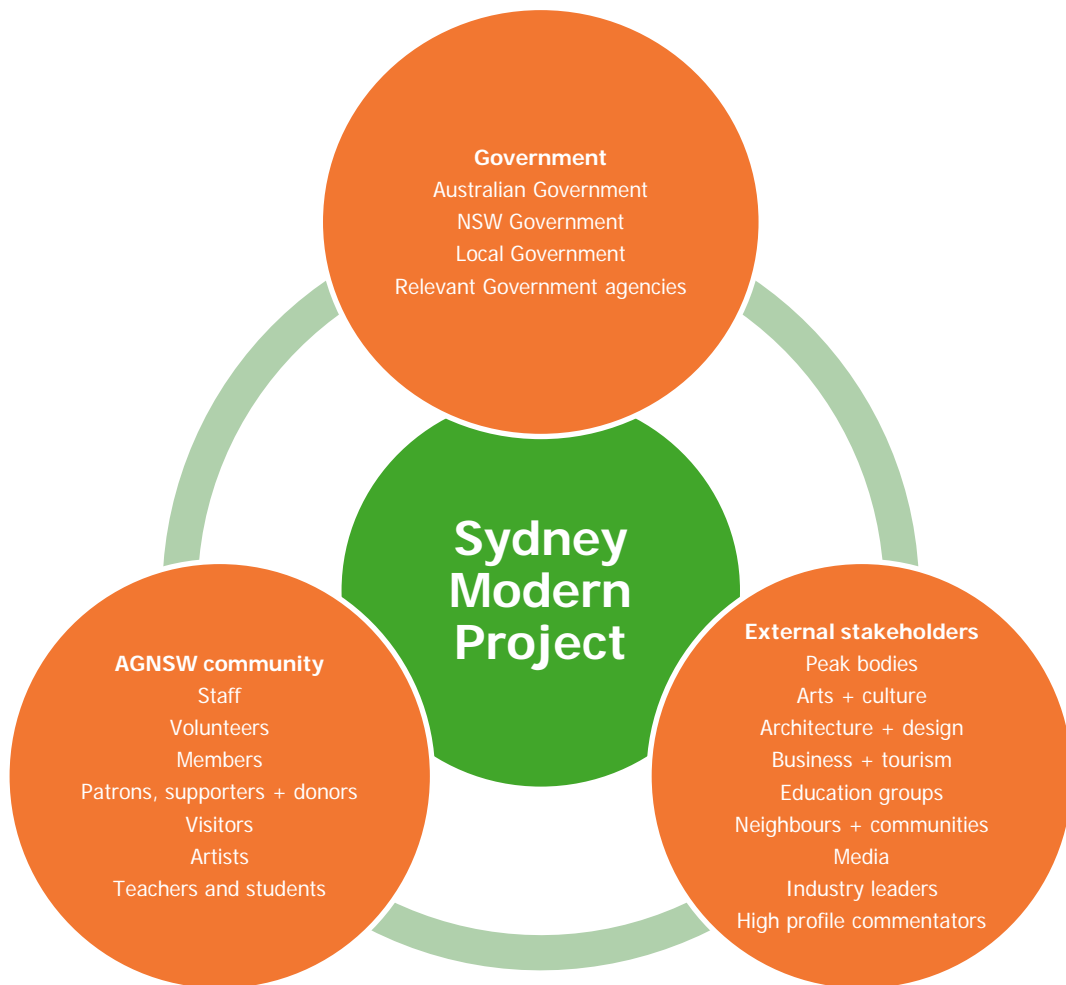 Government
Australian Government
NSW Government
Local Government
Relevant Government agencies
Sydney
Modern
Project
AGNSW community
Staff
Volunteers
Members
Patrons, supporters + donors
Visitors
Artists
Teachers and students
External stakeholders
Peak bodies
Arts + culture
Architecture + design
Business + tourism
Education groups
Neighbours + communities
Media
Industry leaders
High profile commentators